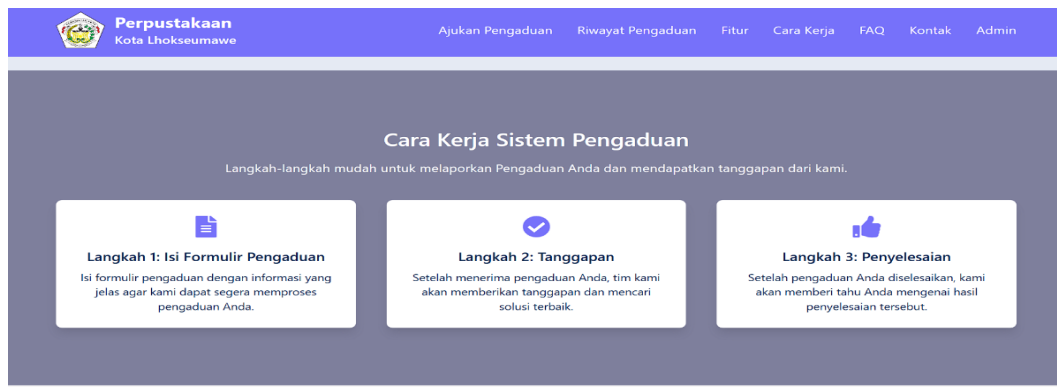 Perpustakaan
Kota Lhokseumawe
Ajukan Pengaduan Riwayat Pengaduan Fitur Cara Kerja FAQ Kontak Admin
Cara Kerja Sistem Pengaduan
Langkah-langkah mudah untuk melaporkan Pengaduan Anda dan mendapatkan tanggapan dari kami.
Langkah 1: Isi Formulir Pengaduan
Isi formulir pengaduan dengan informasi yang
jelas agar kami dapat segera memproses
pengaduan Anda.
Langkah 2: Tanggapan
Setelah menerima pengaduan Anda, tim kami
akan memberikan tanggapan dan mencari
solusi terbaik.
Langkah 3: Penyelesaian
Setelah pengaduan Anda diselesaikan, kami
akan memberi tahu Anda mengenai hasil
penyelesaian tersebut.